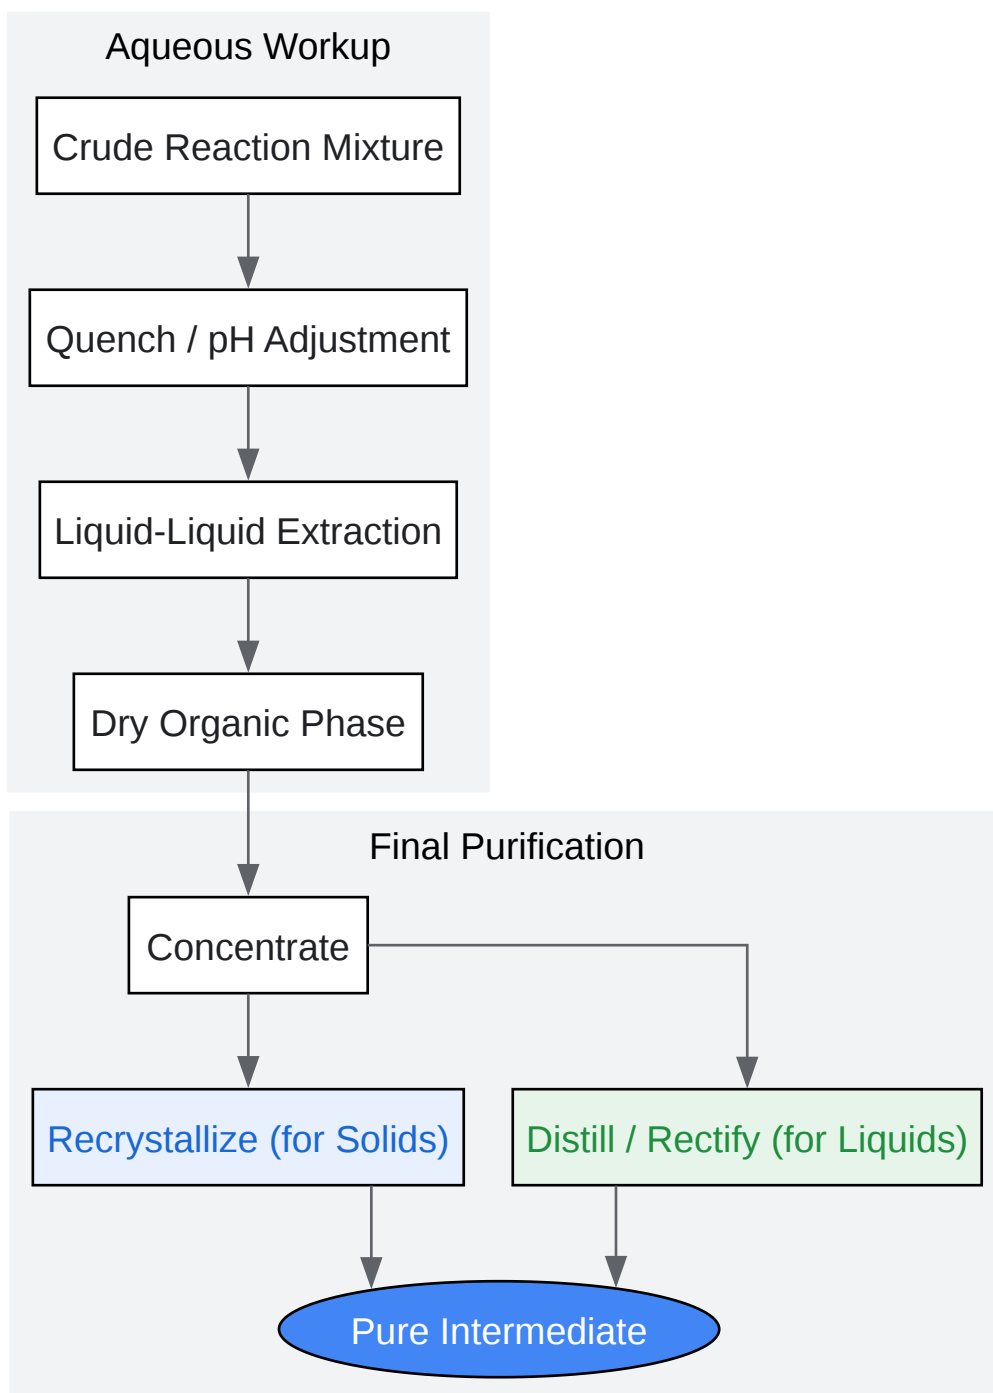 Aqueous Workup
Crude Reaction Mixture
Quench / pH Adjustment
Liquid-Liquid Extraction
Dry Organic Phase
Final Purification
Concentrate
Recrystallize (for Solids)
Distill / Rectify (for Liquids)
Pure Intermediate